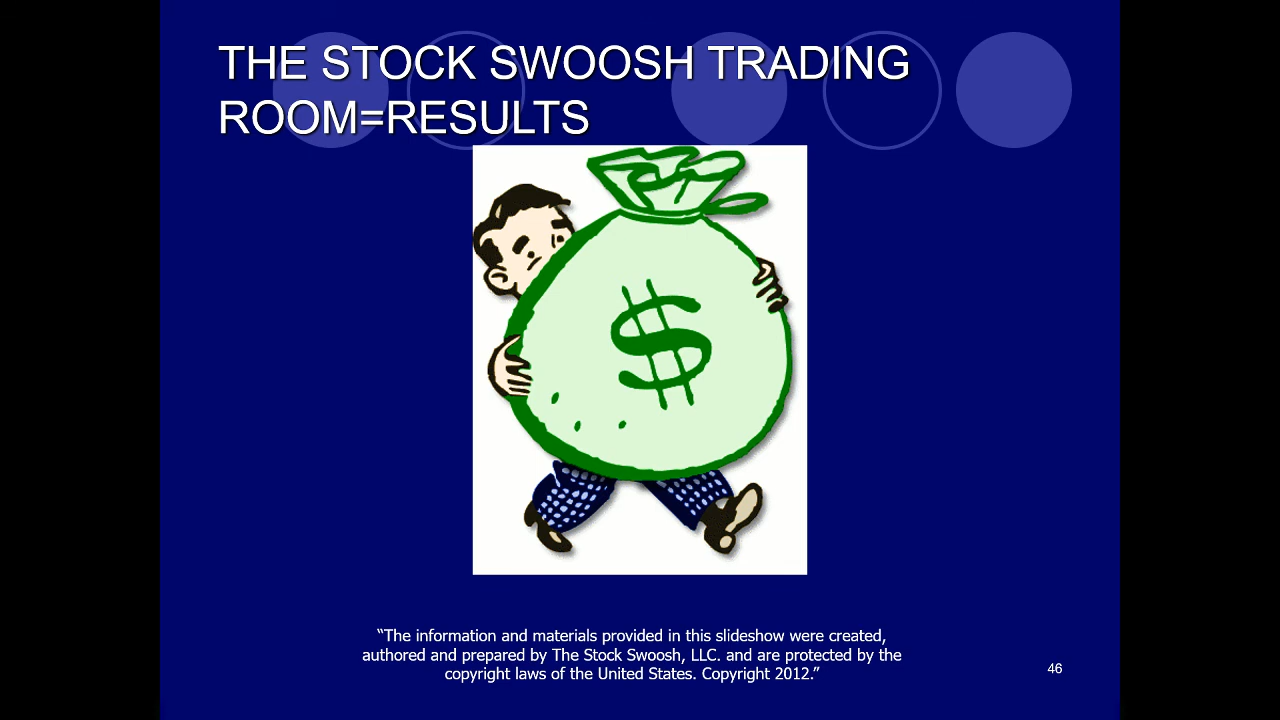 THE STOCK SWOOSH TRADING
ROOM=RESULTS
$
“The information and materials provided in this slideshow were created,
authored and prepared by The Stock Swoosh, LLC. and are protected by the
copyright laws of the United States. Copyright 2012.”
46